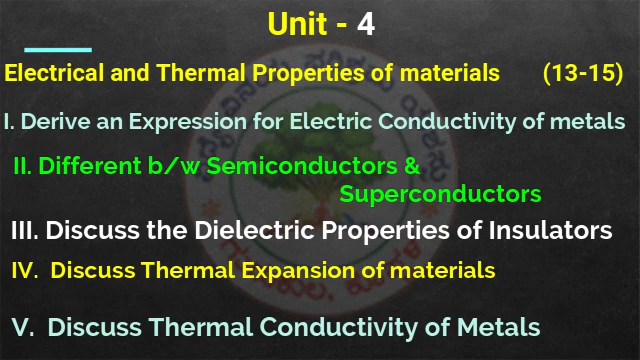 Unit - 4
Electrical and Thermal Properties of materials (13-15)
I. Derive an Expression for Electric Conductivity of metals
II. Different b/w Semiconductors &
Superconductors
III. Discuss the Dielectric Properties of Insulators
IV. Discuss Thermal Expansion of materials
V. Discuss Thermal Conductivity of Metals